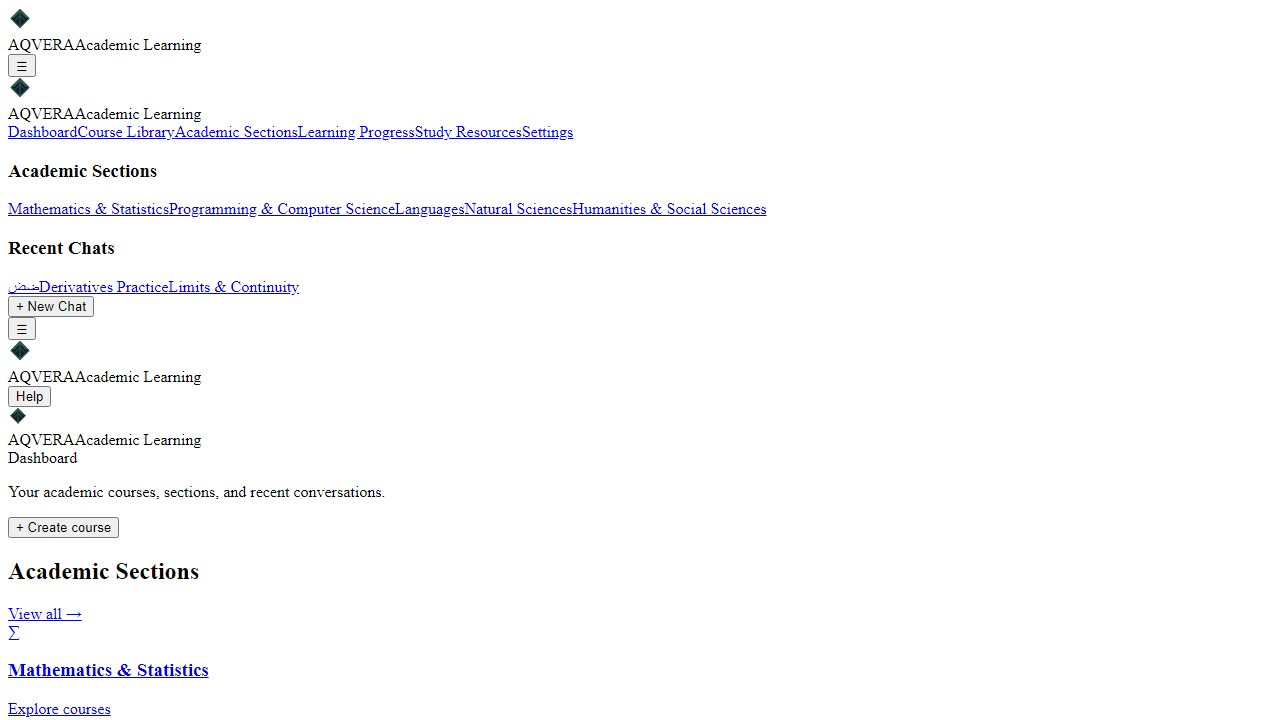 AQVERAAcademic Learning
☰
AQVERAAcademic Learning
DashboardCourse LibraryAcademic SectionsLearning ProgressStudy ResourcesSettings
Academic Sections
Mathematics & StatisticsProgramming & Computer ScienceLanguagesNatural SciencesHumanities & Social Sciences
Recent Chats
ضبضDerivatives PracticeLimits & Continuity
+ New Chat
☰
AQVERAAcademic Learning
Help
AQVERAAcademic Learning
Dashboard
Your academic courses, sections, and recent conversations.
+ Create course
Academic Sections
View all →
∑
Mathematics & Statistics
Explore courses